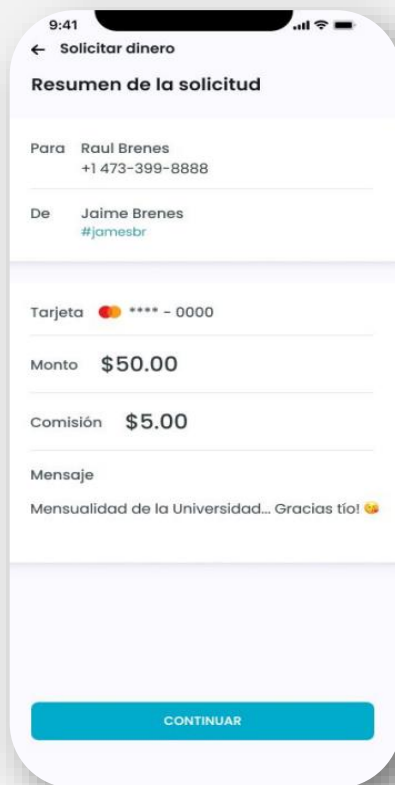 9:41
← Solicitar dinero
Resumen de la solicitud
Para Raul Brenes
+1 473-399-8888
De Jaime Brenes
#jamesbr
Tarjeta **** - 0000
Monto $50.00
Comisión $5.00
Mensaje
Mensualidad de la Universidad... Gracias tío! 😘
CONTINUAR